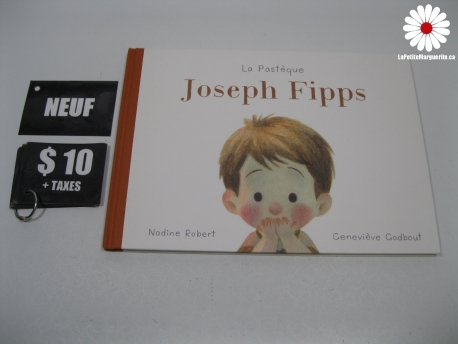 LaPetiteMarguerite.ca
NEUF
$ 10
+ TAXES
La Pastèque
Joseph Fipps
Nadine Robert
Geneviève Godbout